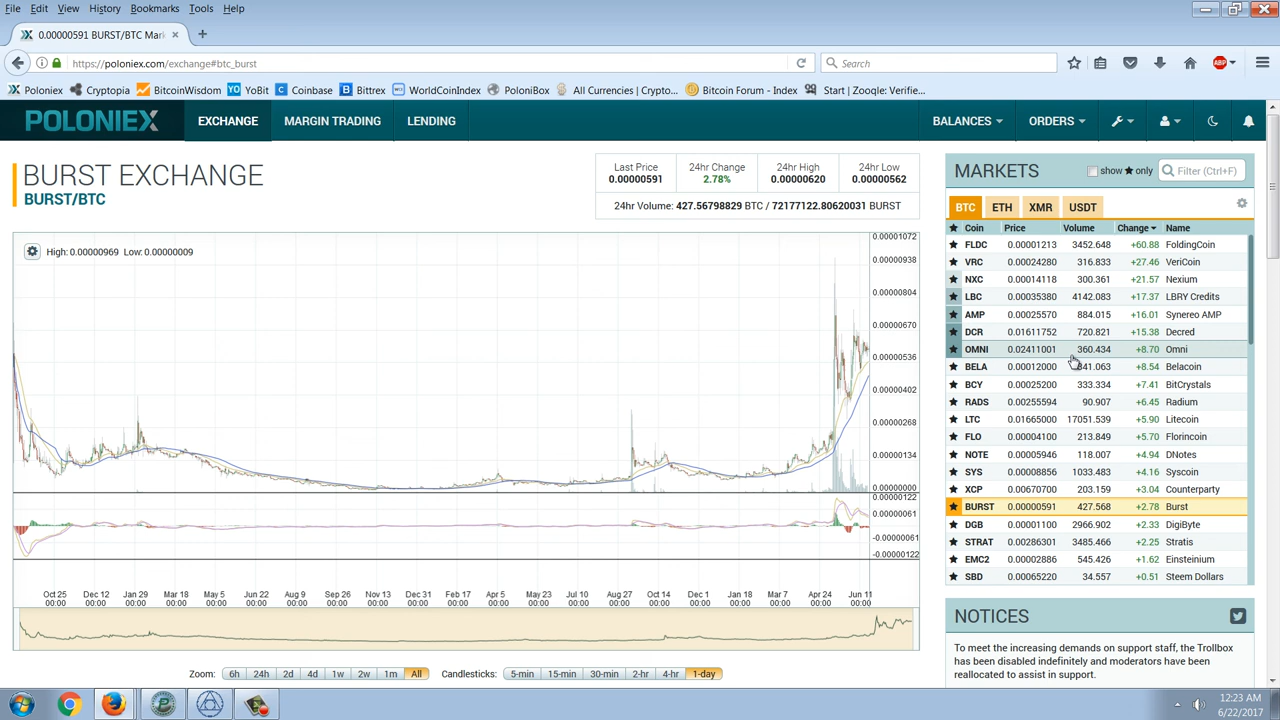 File Edit View History Bookmarks Tools Help
0.00000591 BURST/BTC Mar
https://poloniex.com/exchange#btc_burst
Search
Poloniex Cryptopia BitcoinWisdom YoBit Coinbase Bittrex WorldCoinIndex PoloniBox All Currencies | Crypto... Bitcoin Forum - Index Start | Zooqle: Verifie...
POLONIEX EXCHANGE MARGIN TRADING LENDING BALANCES ORDERS
BURST EXCHANGE
BURST/BTC
Last Price 24hr Change 24hr High 24hr Low
0.00000591 2.78% 0.00000620 0.00000562
24hr Volume: 427.56798829 BTC / 72177122.80620031 BURST
High: 0.00000969 Low: 0.00000009
0.00001072
0.00000938
0.00000804
0.00000670
0.00000536
0.00000402
0.00000268
0.00000134
0.00000000
0.00000122
0.00000061
-0.00000061
-0.00000122
Oct 25 Dec 12 Jan 29 Mar 18 May 5 Jun 22 Aug 9 Sep 26 Nov 13 Dec 31 Feb 17 Apr 5 May 23 Jul 10 Aug 27 Oct 14 Dec 1 Jan 18 Mar 7 Apr 24 Jun 11
00:00 00:00 00:00 00:00 00:00 00:00 00:00 00:00 00:00 00:00 00:00 00:00 00:00 00:00 00:00 00:00 00:00 00:00 00:00 00:00 00:00
Zoom: 6h 24h 2d 4d 1w 2w 1m All Candlesticks: 5-min 15-min 30-min 2-hr 4-hr 1-day
MARKETS show ★ only Filter (Ctrl+F)
BTC ETH XMR USDT
Coin Price Volume Change Name
FLDC 0.00001213 3452.648 +60.88 FoldingCoin
VRC 0.00024280 316.833 +27.46 VeriCoin
NXC 0.00014118 300.361 +21.57 Nexium
LBC 0.00035380 4142.083 +17.37 LBRY Credits
AMP 0.00025570 884.015 +16.01 Synereo AMP
DCR 0.01611752 720.821 +15.38 Decred
OMNI 0.02411001 360.434 +8.70 Omni
BELA 0.00012000 841.063 +8.54 Belacoin
BCY 0.00025200 333.334 +7.41 BitCrystals
RADS 0.00255594 90.907 +6.45 Radium
LTC 0.01665000 17051.539 +5.90 Litecoin
FLO 0.00004100 213.849 +5.70 Florincoin
NOTE 0.00005946 118.007 +4.94 DNotes
SYS 0.00008856 1033.483 +4.16 Syscoin
XCP 0.00670700 203.159 +3.04 Counterparty
BURST 0.00000591 427.568 +2.78 Burst
DGB 0.00001100 2966.902 +2.33 DigiByte
STRAT 0.00286301 3485.466 +2.25 Stratis
EMC2 0.00002886 545.426 +1.62 Einsteinium
SBD 0.00065220 34.557 +0.51 Steem Dollars
NOTICES
To meet the increasing demands on support staff, the Trollbox
has been disabled indefinitely and moderators have been
reallocated to assist in support.
12:23 AM
6/22/2017